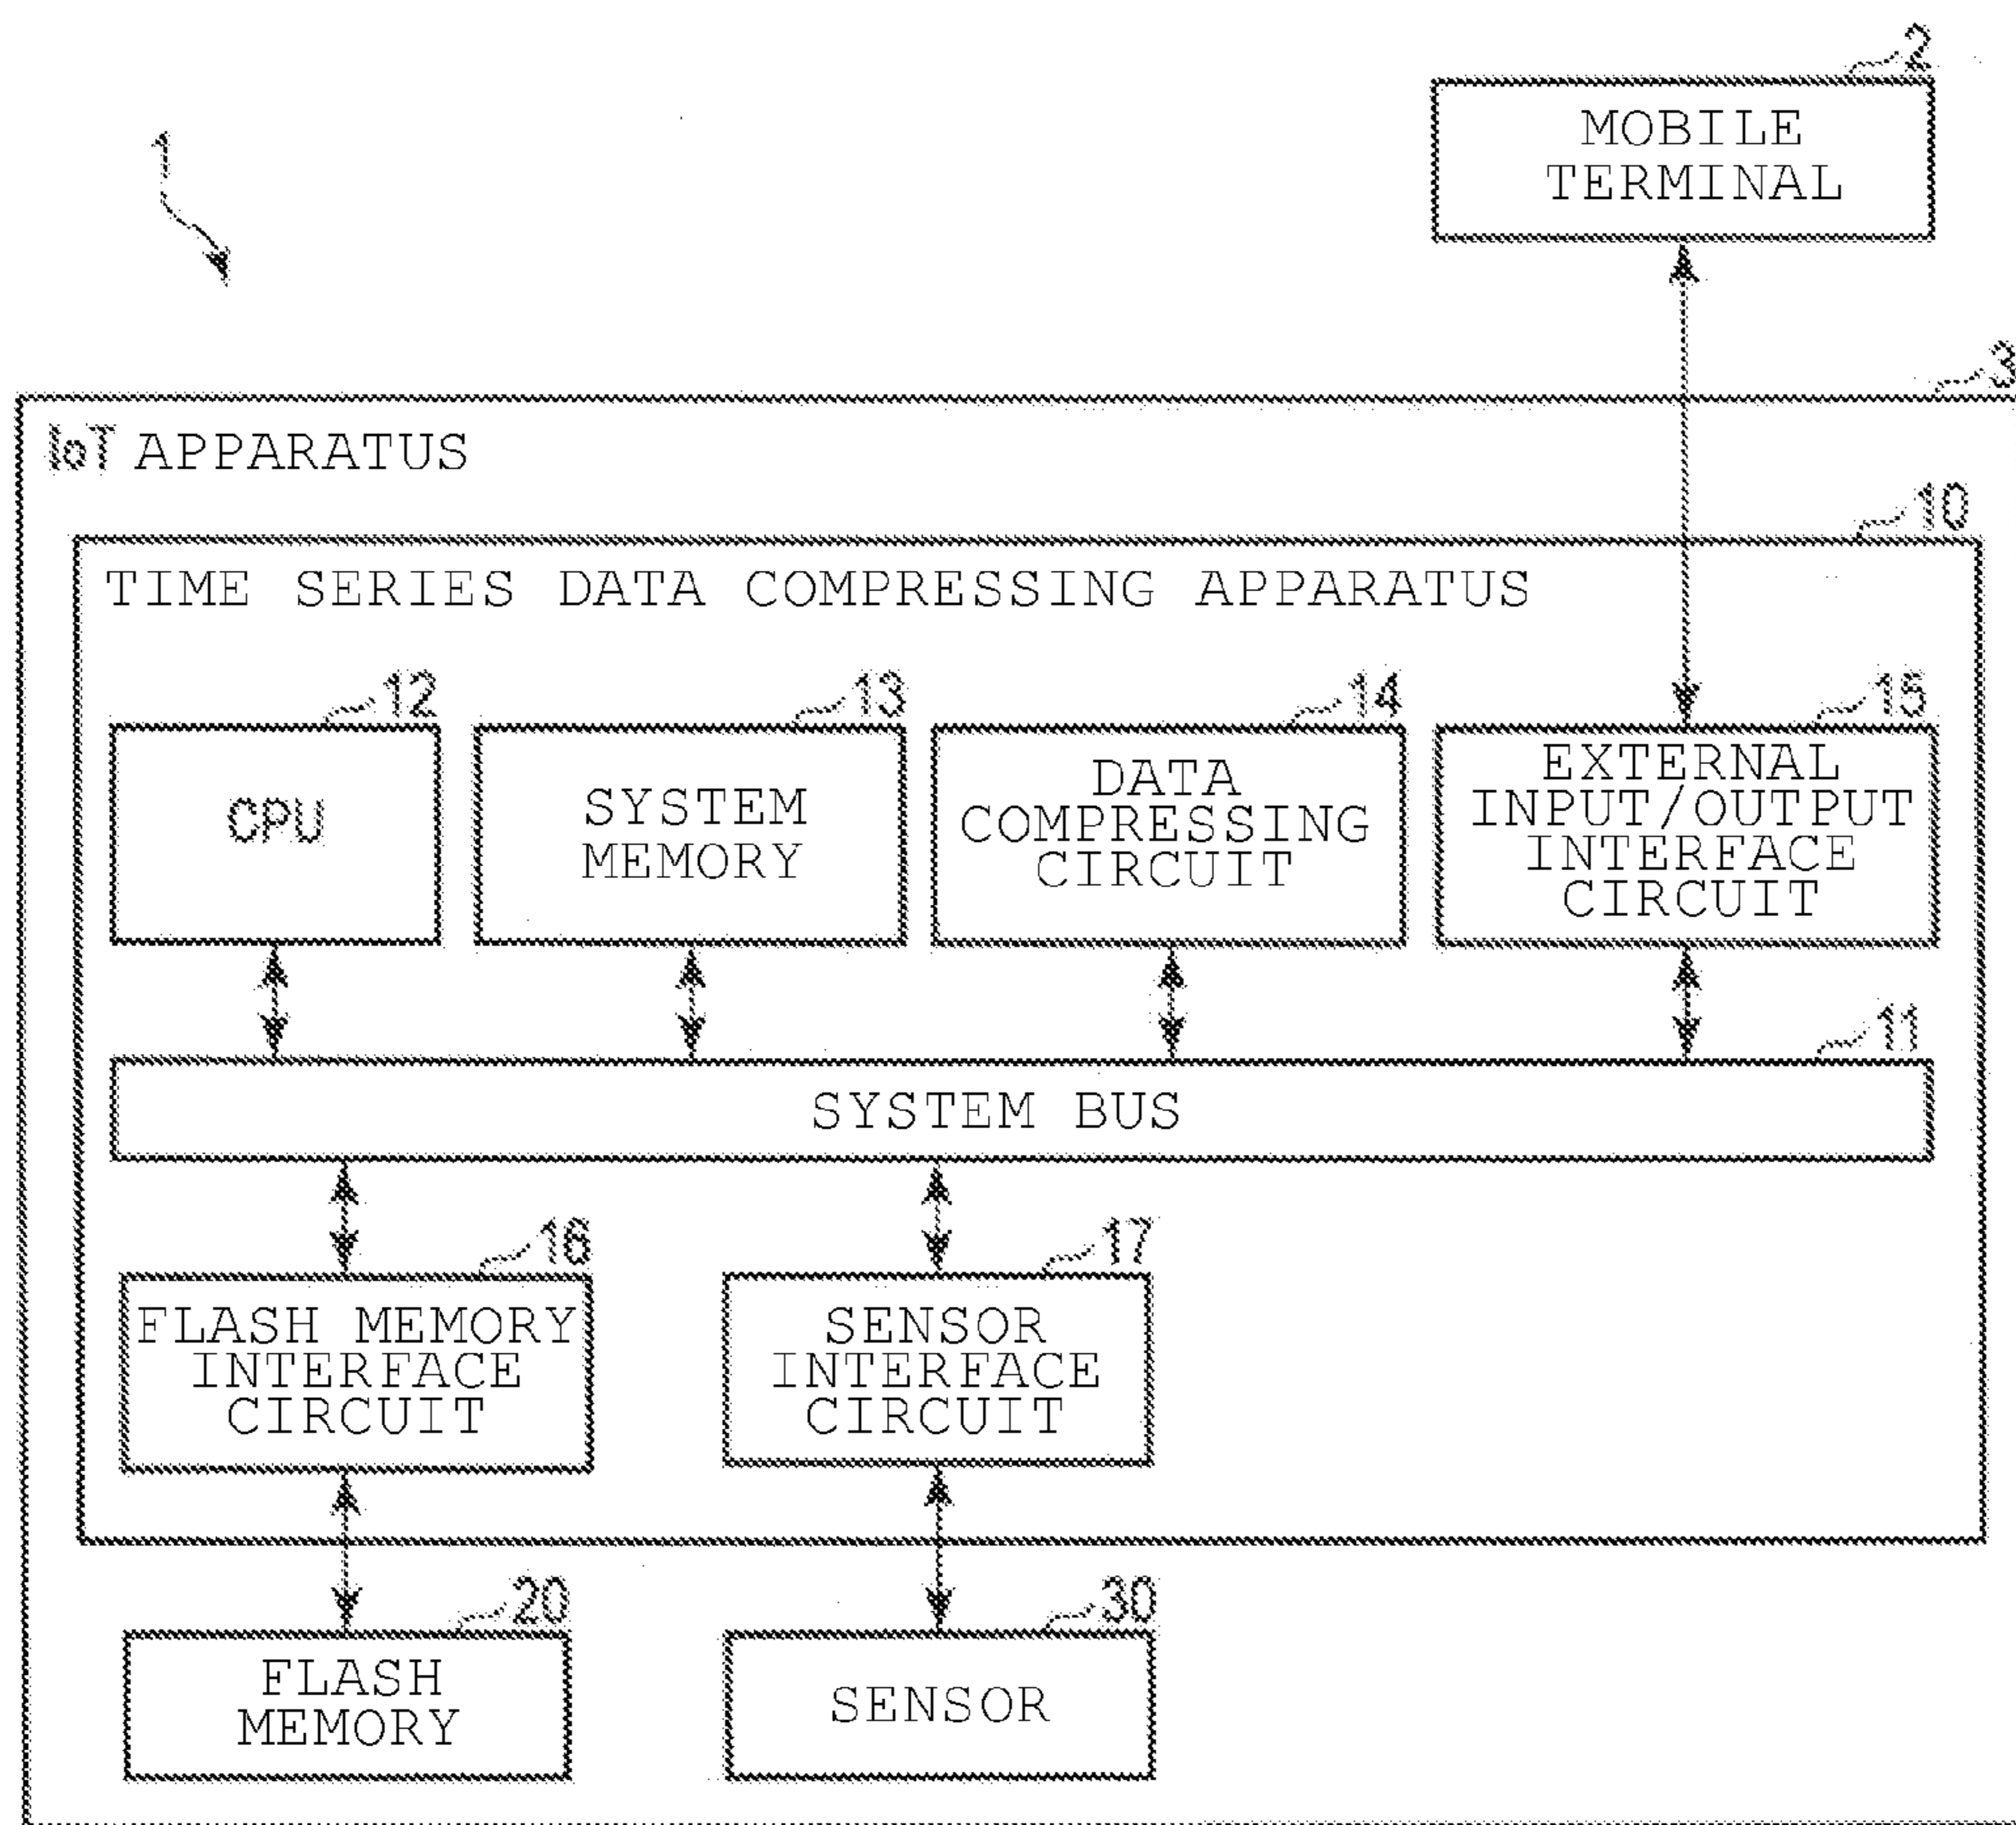 2
MOBILE
TERMINAL
1
3
IoT APPARATUS
10
TIME SERIES DATA COMPRESSING APPARATUS
12
13
14
15
CPU
SYSTEM
MEMORY
DATA
COMPRESSING
CIRCUIT
EXTERNAL
INPUT/OUTPUT
INTERFACE
CIRCUIT
11
SYSTEM BUS
16
17
FLASH MEMORY
INTERFACE
CIRCUIT
SENSOR
INTERFACE
CIRCUIT
20
30
FLASH
MEMORY
SENSOR